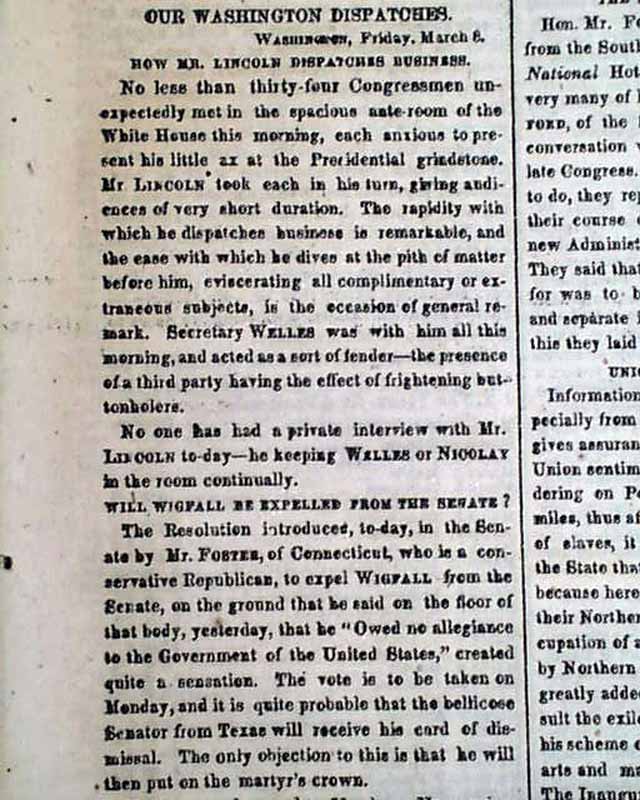 OUR WASHINGTON DISPATCHES.
WASHINGTON, Friday, March 8.
HOW MR. LINCOLN DISPATCHES BUSINESS.
No less than thirty-four Congressmen un-
expectedly met in the spacious ante-room of the
White House this morning, each anxious to pre-
sent his little ax at the Presidential grindstone.
Mr LINCOLN took each in his turn, giving audi-
ences of very short duration. The rapidity with
which he dispatches business is remarkable, and
the ease with which he dives at the pith of matter
before him, eviscerating all complimentary or ex-
traneous subjects, is the occasion of general re-
mark. Secretary WELLES was with him all this
morning, and acted as a sort of fender—the presence
of a third party having the effect of frightening but-
tonholers.
No one has had a private interview with Mr.
LINCOLN to-day—he keeping WELLES or NICOLAY
in the room continually.
WILL WIGFALL BE EXPELLED FROM THE SENATE?
The Resolution introduced, to-day, in the Sen-
ate by Mr. FOSTER, of Connecticut, who is a con-
servative Republican, to expel WIGFALL from the
Senate, on the ground that he said on the floor of
that body, yesterday, that he "Owed no allegiance
to the Government of the United States," created
quite a sensation. The vote is to be taken on
Monday, and it is quite probable that the bellicose
Senator from Texas will receive his card of dis-
missal. The only objection to this is that he will
then put on the martyr's crown.
Hon. Mr.
from the South
National Hot
very many of
FORD, of the
conversation
late Congress.
to do, they rep
their course
new Administ
They said that
for was to b
and separate
this they laid
UNIO
Information
pecially from
gives assuran
Union sentim
dering on
miles, thus af
of slaves, it
the State that
because here
their Northern
cupation of a
by Northern
greatly adde
sult the exile
his scheme
arts and ma
The Inaugu